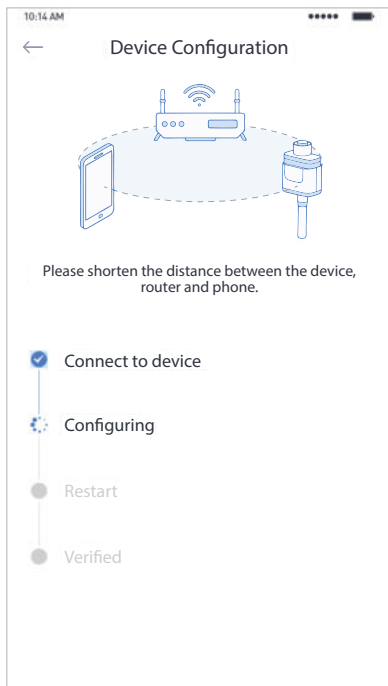 10:14 AM
Device Configuration
Please shorten the distance between the device,
router and phone.
Connect to device
Configuring
Restart
Verified